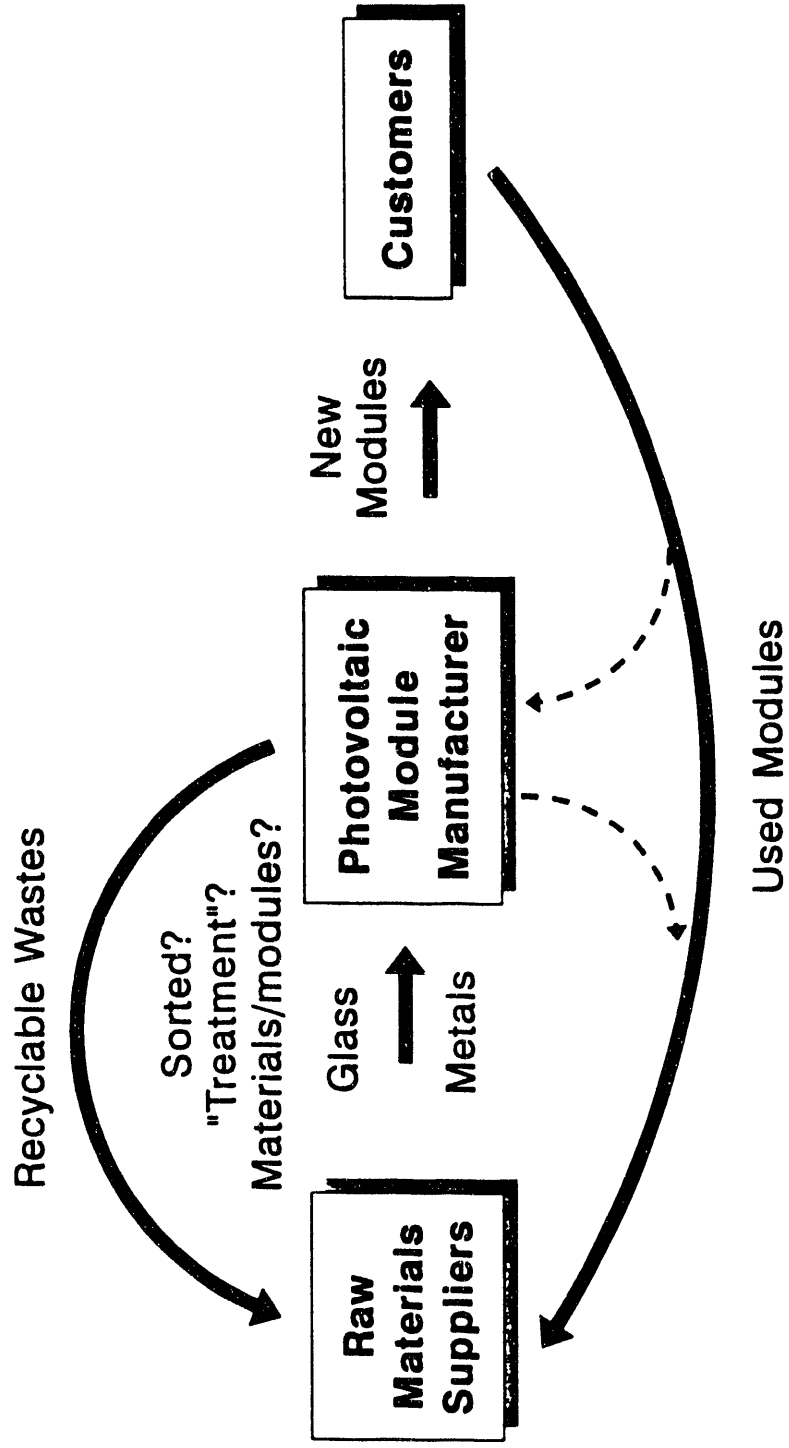 Recyclable Wastes
Sorted?
"Treatment"?
Materials/modules?
Raw
Materials
Suppliers
Glass
Metals
Photovoltaic
Module
Manufacturer
New
Modules
Customers
Used Modules